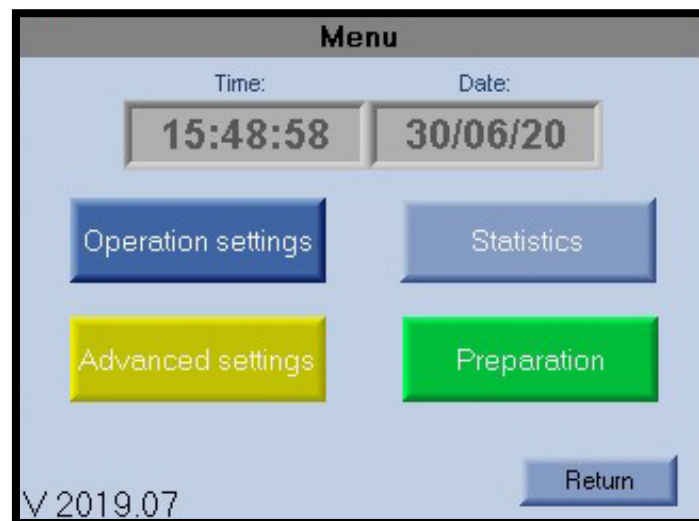 Menu
Time: Date:
15:48:58 30/06/20
Operation settings Statistics
Advanced settings Preparation
Return
V 2019.07